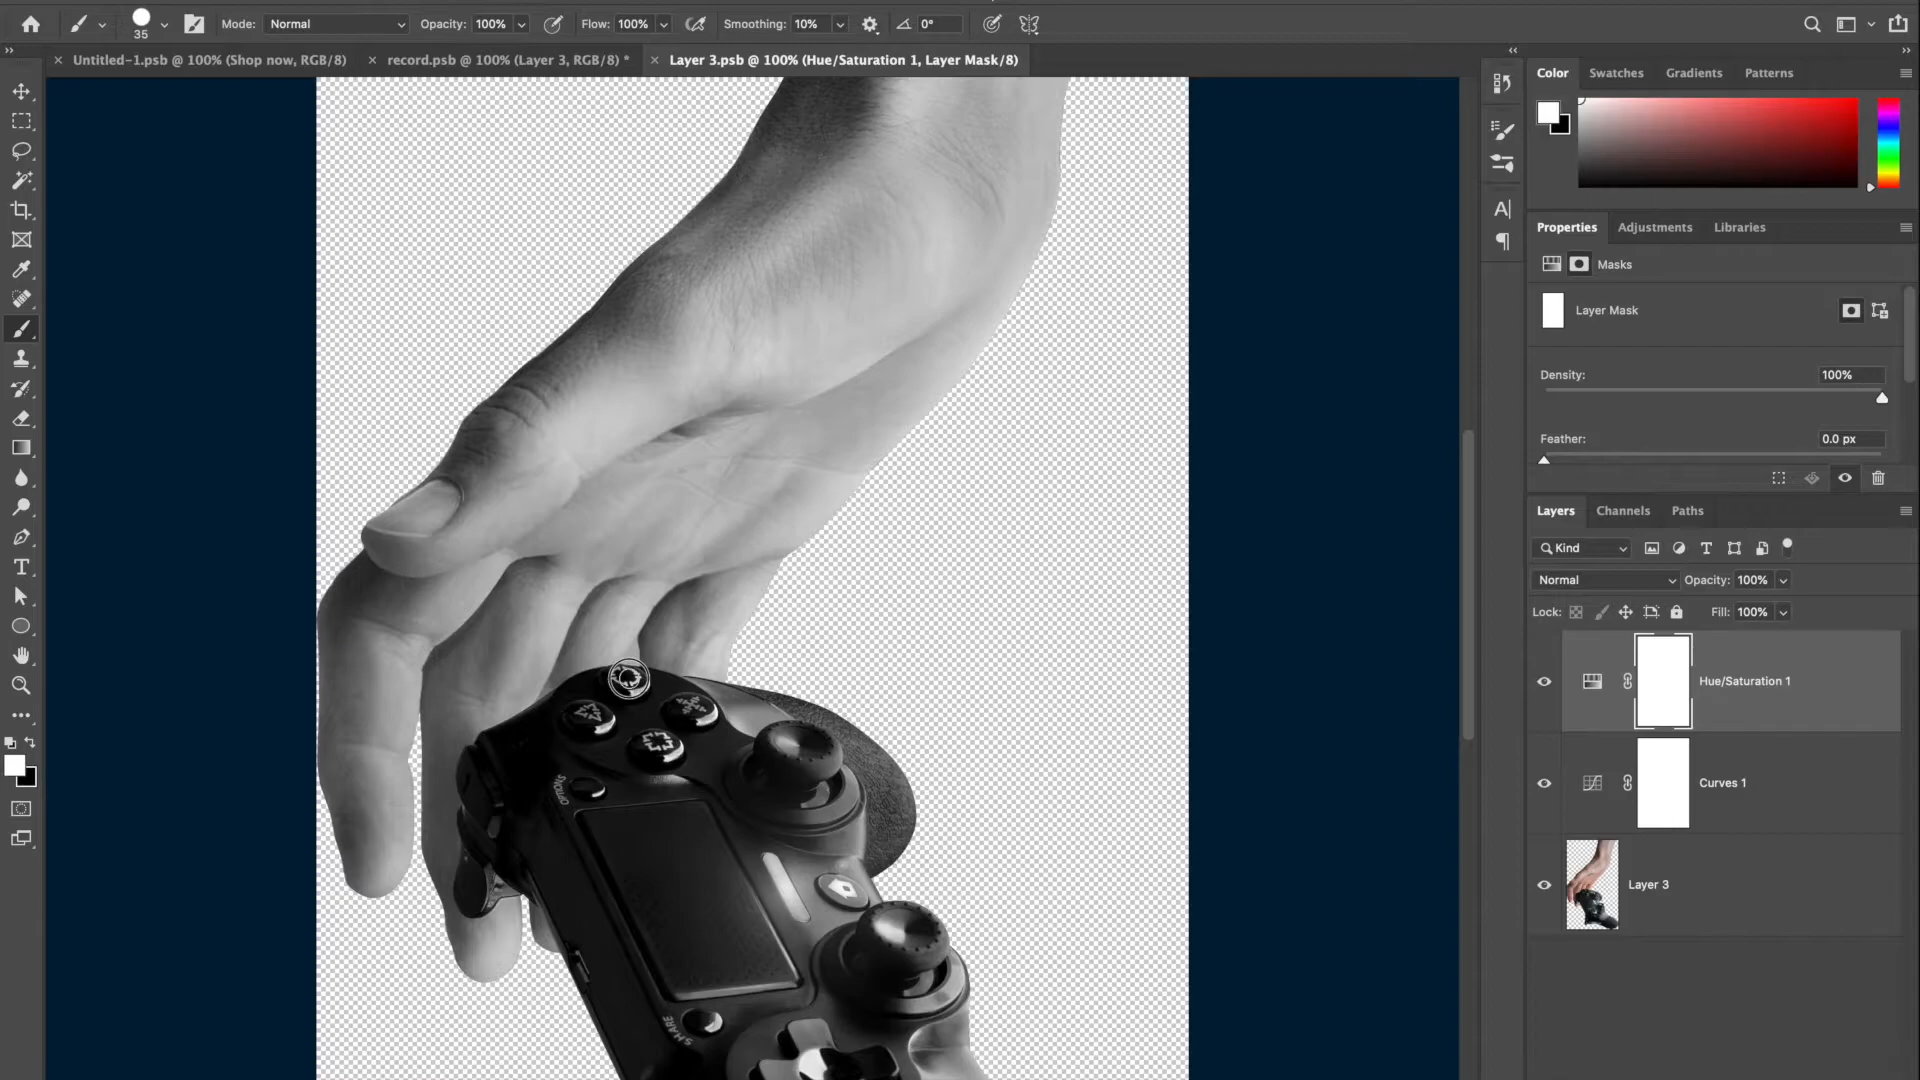 35
Mode: Normal Opacity: 100% Flow: 100% Smoothing: 10% 0°
Untitled-1.psb @ 100% (Shop now, RGB/8) record.psb @ 100% (Layer 3, RGB/8) * Layer 3.psb @ 100% (Hue/Saturation 1, Layer Mask/8)
Color Swatches Gradients Patterns
Properties Adjustments Libraries
Masks
Layer Mask
Density: 100%
Feather: 0.0 px
Layers Channels Paths
Kind
Normal Opacity: 100%
Lock: Fill: 100%
Hue/Saturation 1
Curves 1
Layer 3
OPTIONS
SHARE